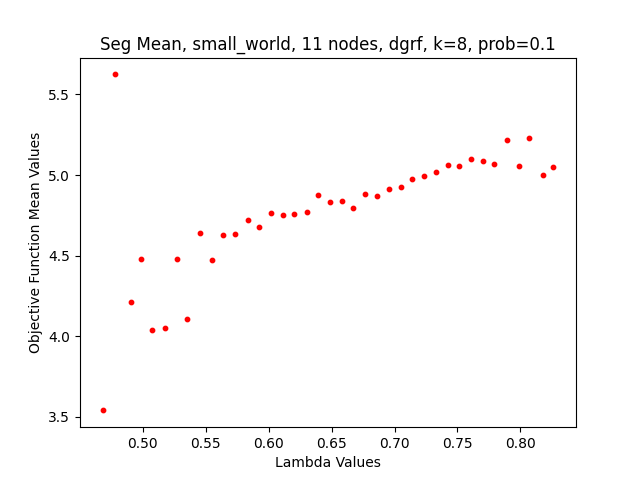 Seg Mean, small_world, 11 nodes, dgrf, k=8, prob=0.1
Objective Function Mean Values
5.5
5.0
4.5
4.0
3.5
0.50 0.55 0.60 0.65 0.70 0.75 0.80
Lambda Values